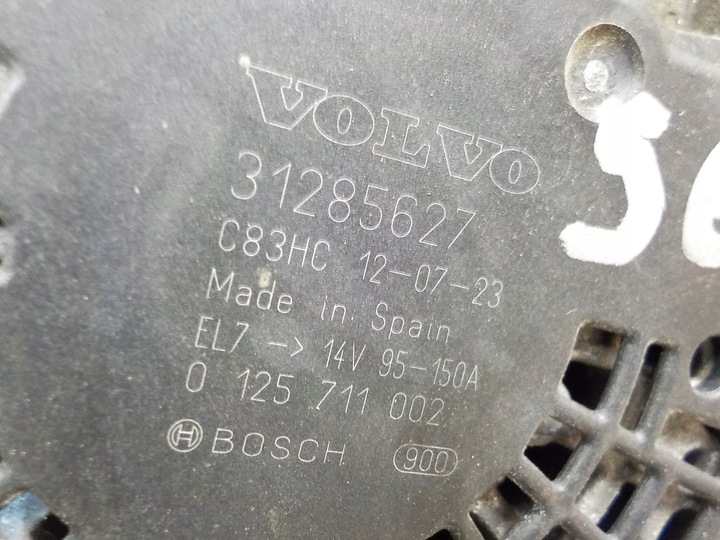 VOLVO
31285627
C83HC 12-07-23
Made in Spain
EL7 -> 14V 95-150A
0 125 711 002
BOSCH 900